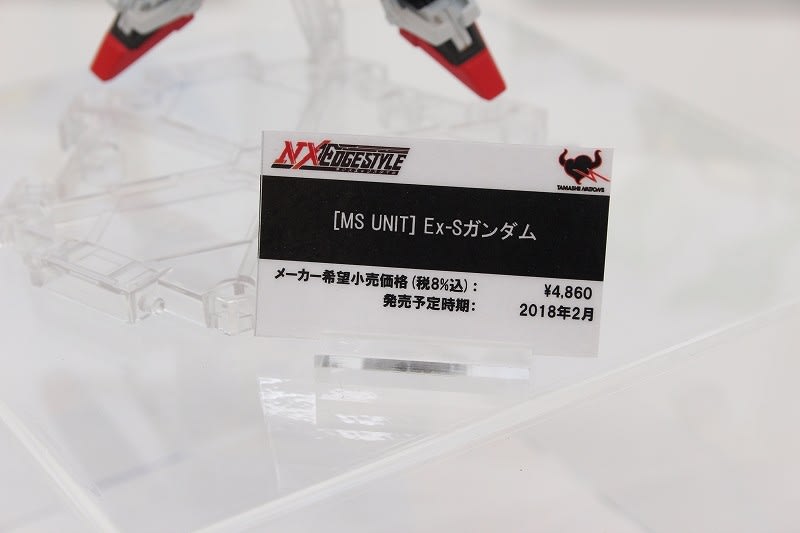 NXEDGESTYLE
TAMASHII NATIONS
[MS UNIT] Ex-Sガンダム
メーカー希望小売価格(税8%込): ¥4,860
発売予定時期: 2018年2月